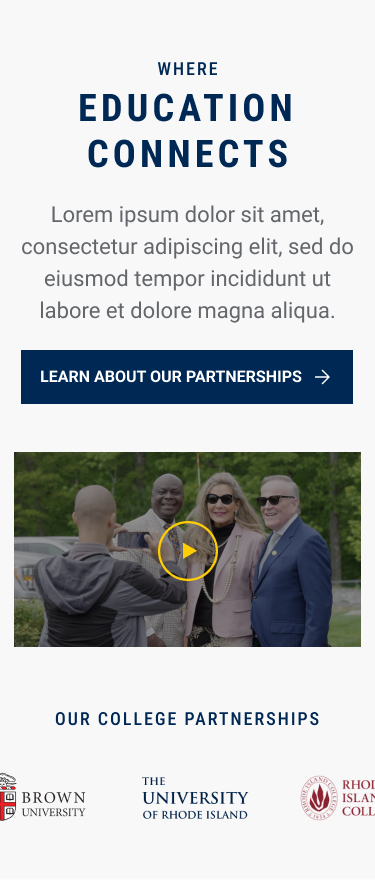 WHERE
EDUCATION
CONNECTS
Lorem ipsum dolor sit amet,
consectetur adipiscing elit, sed do
eiusmod tempor incididunt ut
labore et dolore magna aliqua.
LEARN ABOUT OUR PARTNERSHIPS
OUR COLLEGE PARTNERSHIPS
BROWN
UNIVERSITY
THE
UNIVERSITY
OF RHODE ISLAND
RHOD
ISLAN
COLL